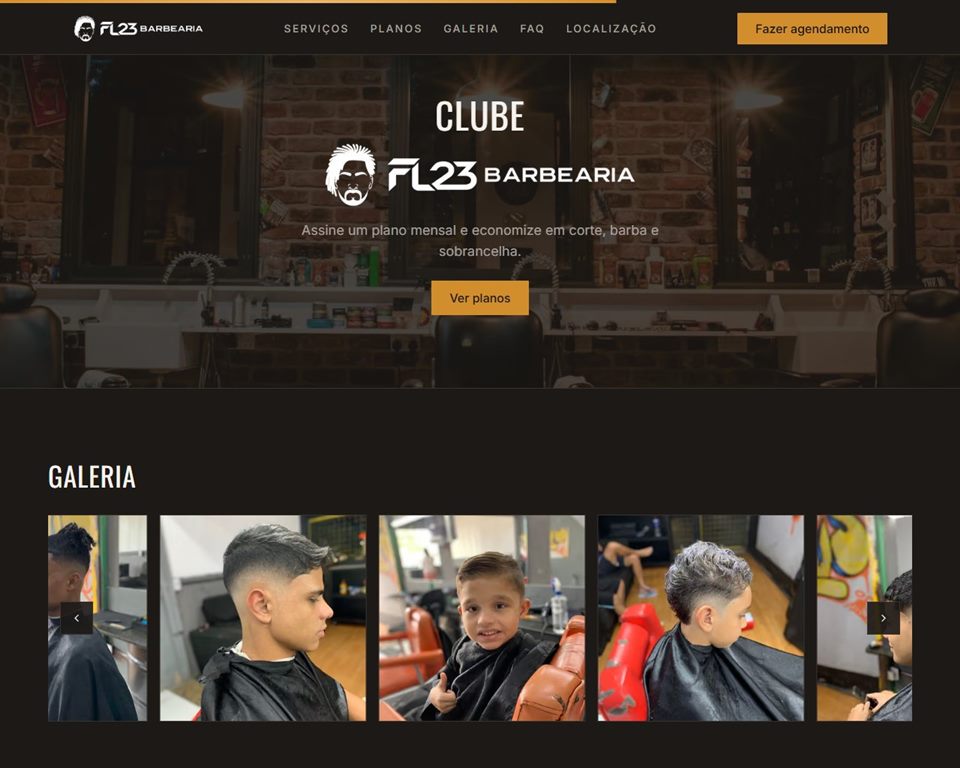 FL23 BARBEARIA
SERVIÇOS
PLANOS
GALERIA
FAQ
LOCALIZAÇÃO
Fazer agendamento
CLUBE
FL23 BARBEARIA
Assine um plano mensal e economize em corte, barba e
sobrancelha.
Ver planos
GALERIA